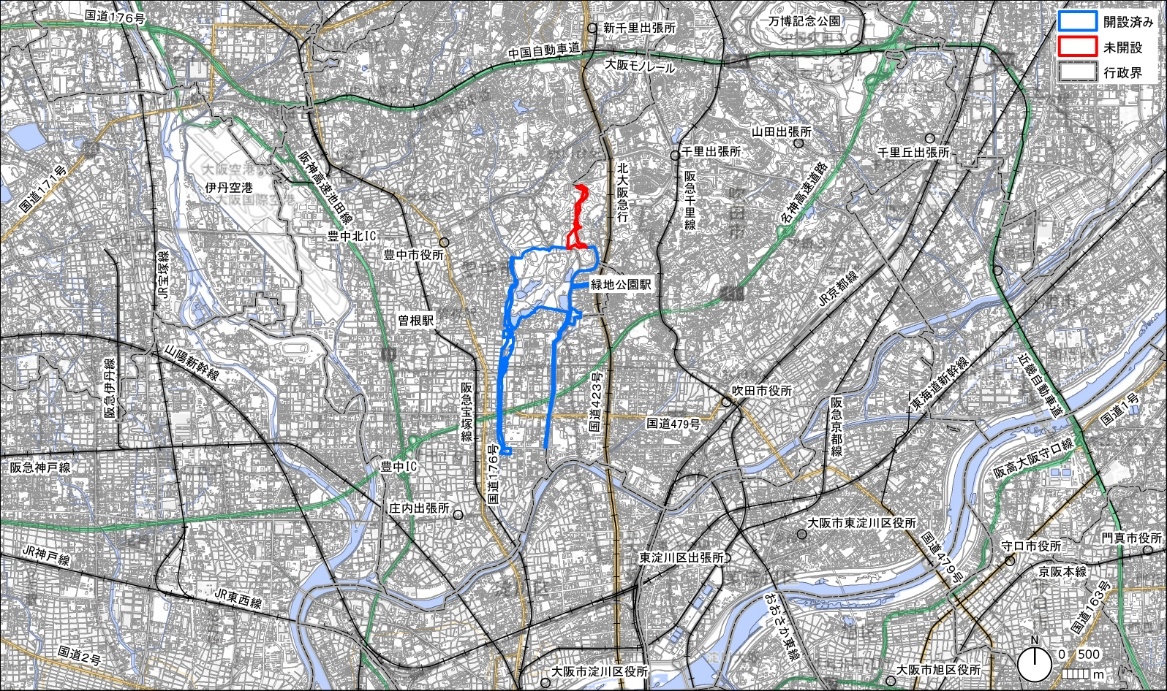 国道176号
新千里出張所
万博記念公園
開設済み
未開設
行政界
中国自動車道
大阪モノレール
山田出張所
千里出張所
千里丘出張所
国道171号
伊丹空港
阪神高速池田線
北大阪急行
阪急千里線
名神高速道路
豊中北IC
豊中市役所
JR宝塚線
緑地公園駅
JR京都線
曽根駅
山陽新幹線
阪急伊丹線
阪急宝塚線
国道423号
吹田市役所
東海道新幹線
近畿自動車道
国道1号
国道479号
阪急京都線
阪急神戸線
豊中IC
国道176号
阪高大阪守口線
庄内出張所
大阪市東淀川区役所
国道479号
守口市役所
門真市役所
JR神戸線
東淀川区出張所
京阪本線
JR東西線
おおさか東線
国道163号
国道2号
大阪市淀川区役所
大阪市旭区役所
N
0 500
m